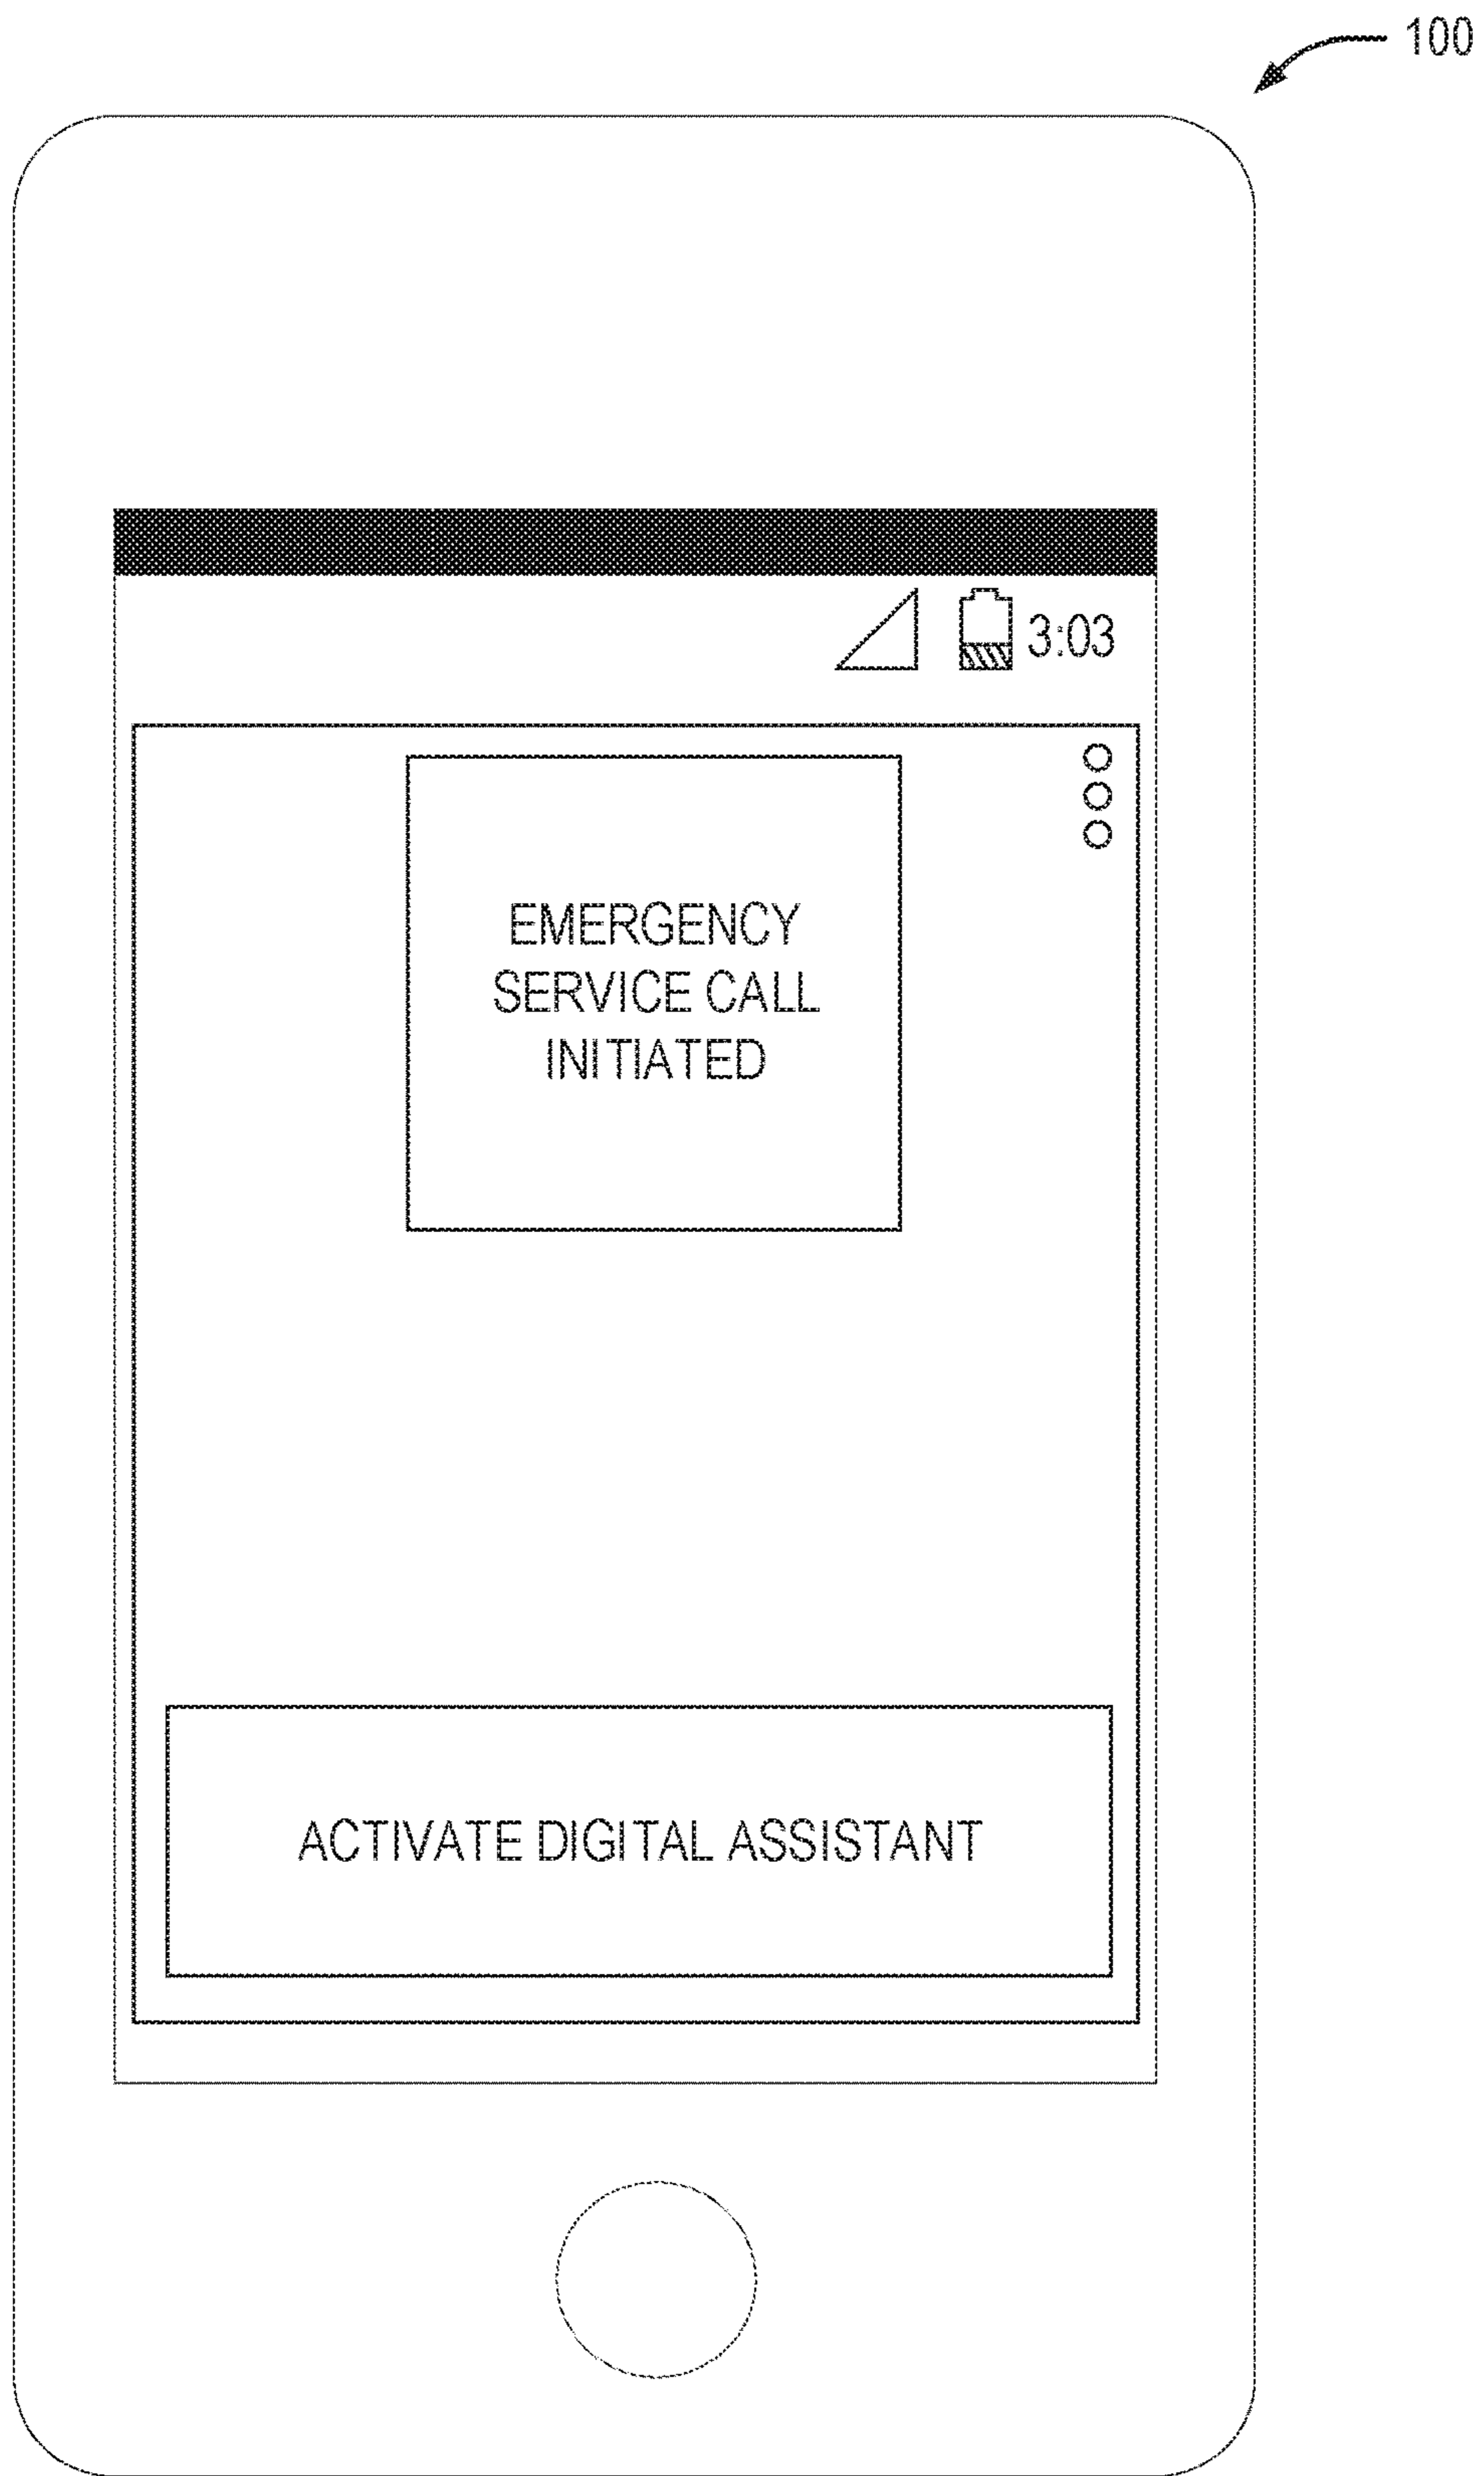 100
3:03
EMERGENCY
SERVICE CALL
INITIATED
ACTIVATE DIGITAL ASSISTANT